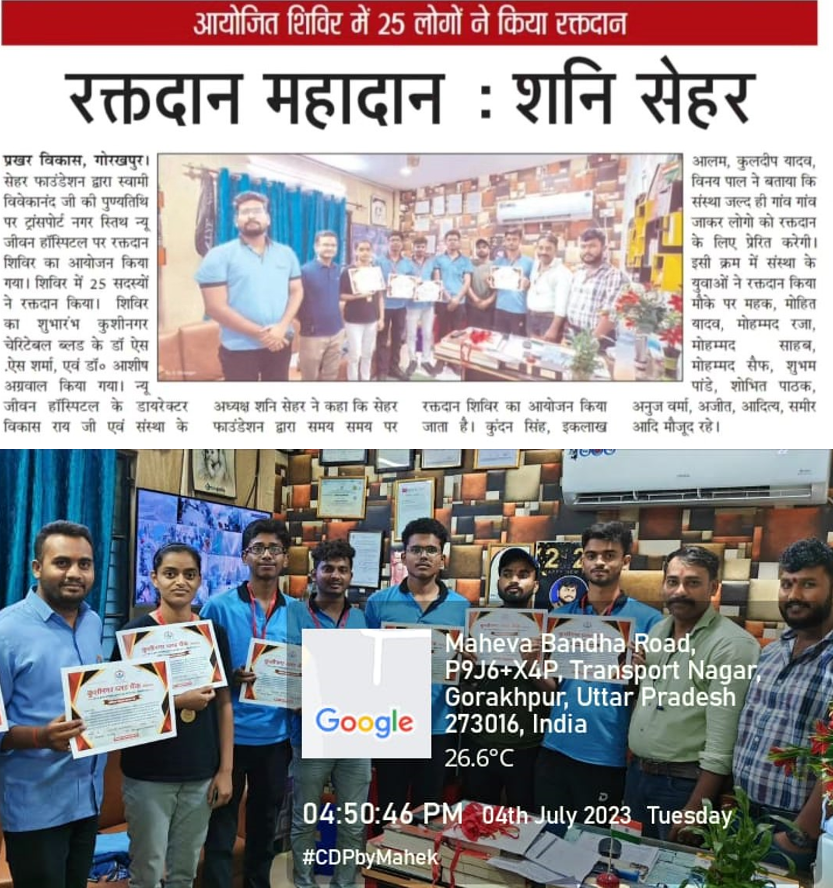 आयोजित शिविर में 25 लोगों ने किया रक्तदान
रक्तदान महादान : शनि सेहर
प्रखर विकास, गोरखपुर।
सेहर फाउंडेशन द्वारा स्वामी
विवेकानंद जी की पुण्यतिथि
पर ट्रांसपोर्ट नगर स्तिथ न्यू
जीवन हॉस्पिटल पर रक्तदान
शिविर का आयोजन किया
गया। शिविर में 25 सदस्यों
ने रक्तदान किया। शिविर
का शुभारंभ कुशीनगर
चेरिटेबल ब्लड के डॉ ऐस
.ऐस शर्मा, एवं डॉ० आशीष
अग्रवाल किया गया। न्यू
जीवन हॉस्पिटल के डायरेक्टर
विकास राय जी एवं संस्था के
अध्यक्ष शनि सेहर ने कहा कि सेहर
फाउंडेशन द्वारा समय समय पर
रक्तदान शिविर का आयोजन किया
जाता है। कुंदन सिंह, इकलाख
आलम, कुलदीप यादव,
विनय पाल ने बताया कि
संस्था जल्द ही गांव गांव
जाकर लोगो को रक्तदान
के लिए प्रेरित करेगी।
इसी क्रम में संस्था के
युवाओं ने रक्तदान किया
मौके पर महक, मोहित
यादव, मोहम्मद रजा,
मोहम्मद साहब,
मोहम्मद सैफ, शुभम
पांडे, शोभित पाठक,
अनुज वर्मा, अजीत, आदित्य, समीर
आदि मौजूद रहे।
कुशीनगर ब्लड बैंक
Google
Maheva Bandha Road,
P9J6+X4P, Transport Nagar,
Gorakhpur, Uttar Pradesh
273016, India
26.6°C
04:50:46 PM 04th July 2023 Tuesday
#CDPbyMahek